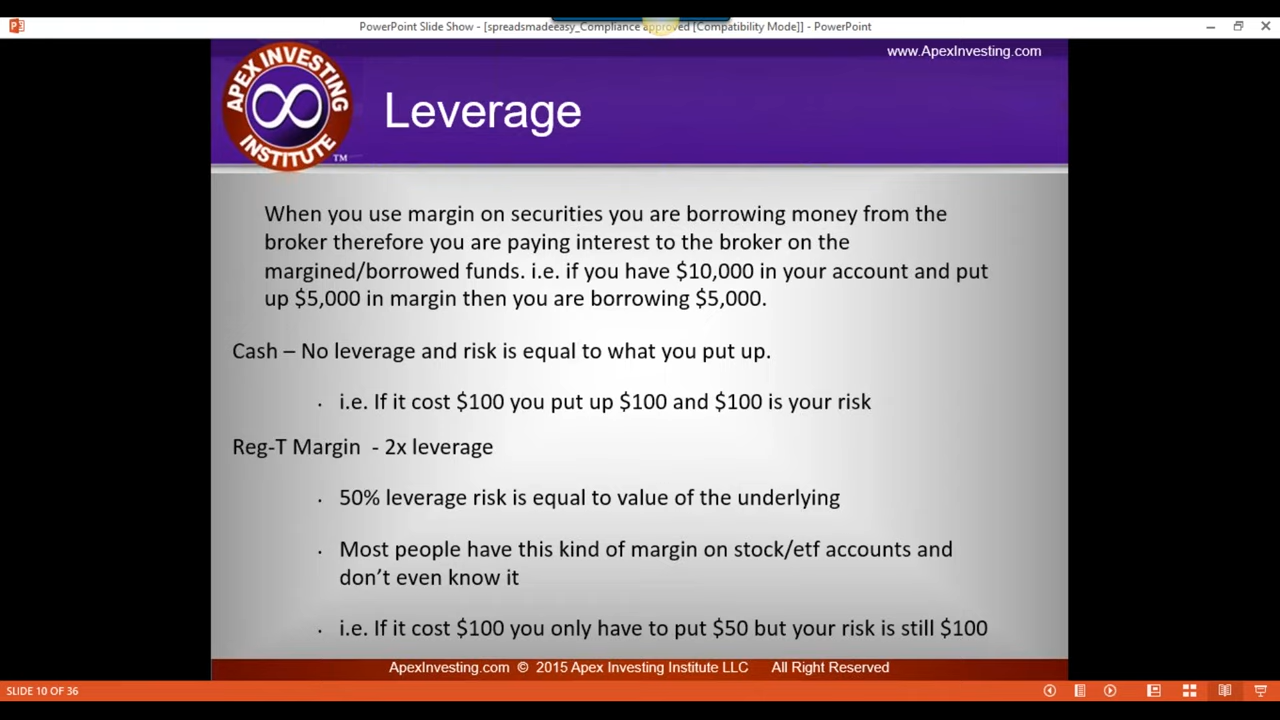 PowerPoint Slide Show - [spreadsmadeeasy_Compliance approved [Compatibility Mode]] - PowerPoint
www.ApexInvesting.com
APEX INVESTING
INSTITUTE TM
Leverage
When you use margin on securities you are borrowing money from the
broker therefore you are paying interest to the broker on the
margined/borrowed funds. i.e. if you have $10,000 in your account and put
up $5,000 in margin then you are borrowing $5,000.
Cash – No leverage and risk is equal to what you put up.
· i.e. If it cost $100 you put up $100 and $100 is your risk
Reg-T Margin - 2x leverage
· 50% leverage risk is equal to value of the underlying
· Most people have this kind of margin on stock/etf accounts and
don’t even know it
· i.e. If it cost $100 you only have to put $50 but your risk is still $100
ApexInvesting.com © 2015 Apex Investing Institute LLC All Right Reserved
SLIDE 10 OF 36